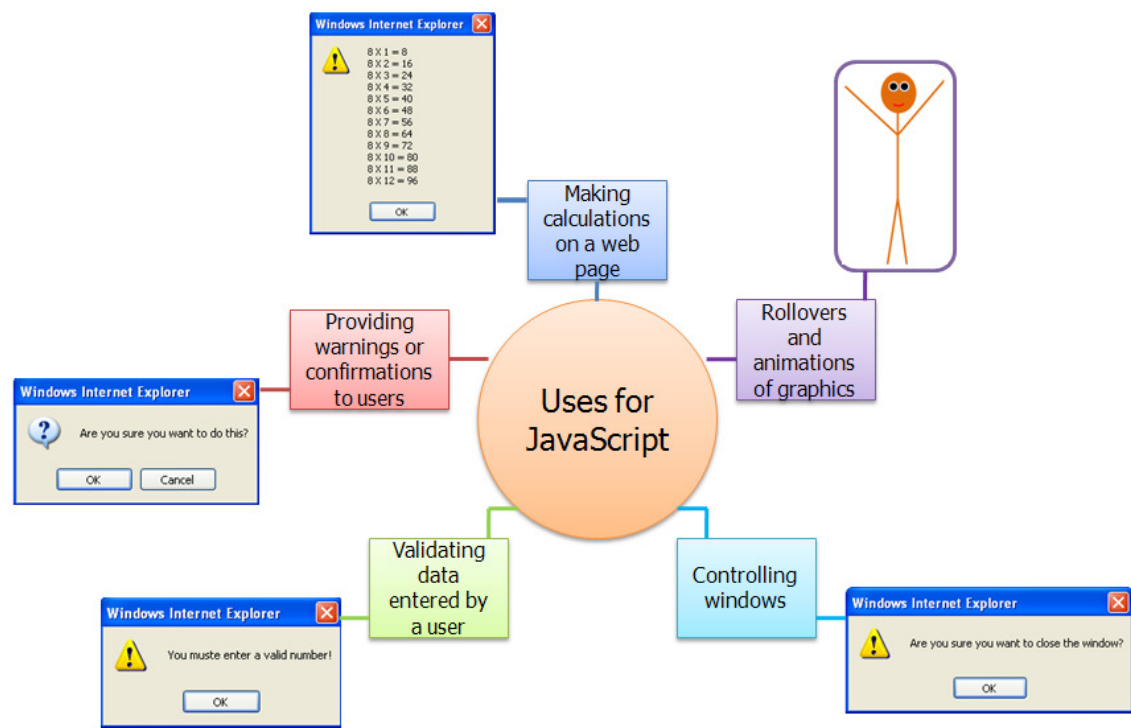 Windows Internet Explorer
8 X 1 = 8
8 X 2 = 16
8 X 3 = 24
8 X 4 = 32
8 X 5 = 40
8 X 6 = 48
8 X 7 = 56
8 X 8 = 64
8 X 9 = 72
8 X 10 = 80
8 X 11 = 88
8 X 12 = 96
OK
Making
calculations
on a web
page
Rollovers
and
animations
of graphics
Providing
warnings or
confirmations
to users
Windows Internet Explorer
Are you sure you want to do this?
OK
Cancel
Uses for
JavaScript
Validating
data
entered by
a user
Windows Internet Explorer
You muste enter a valid number!
OK
Controlling
windows
Windows Internet Explorer
Are you sure you want to close the window?
OK